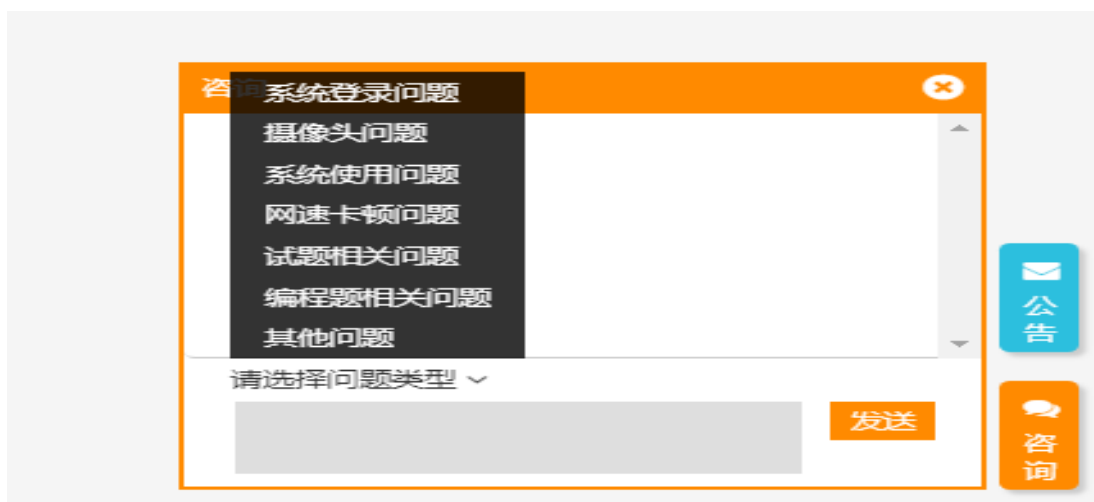 咨询
系统登录问题
摄像头问题
系统使用问题
网速卡顿问题
试题相关问题
编程题相关问题
其他问题
请选择问题类型
发送
公告
咨询